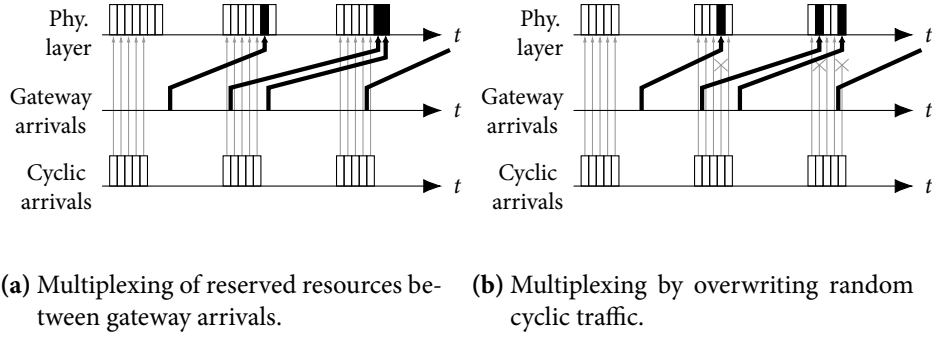 Phy.
layer
t
Gateway
arrivals
t
Cyclic
arrivals
t
Phy.
layer
t
Gateway
arrivals
t
Cyclic
arrivals
t
(a) Multiplexing of reserved resources be-
tween gateway arrivals.
(b) Multiplexing by overwriting random
cyclic traffic.